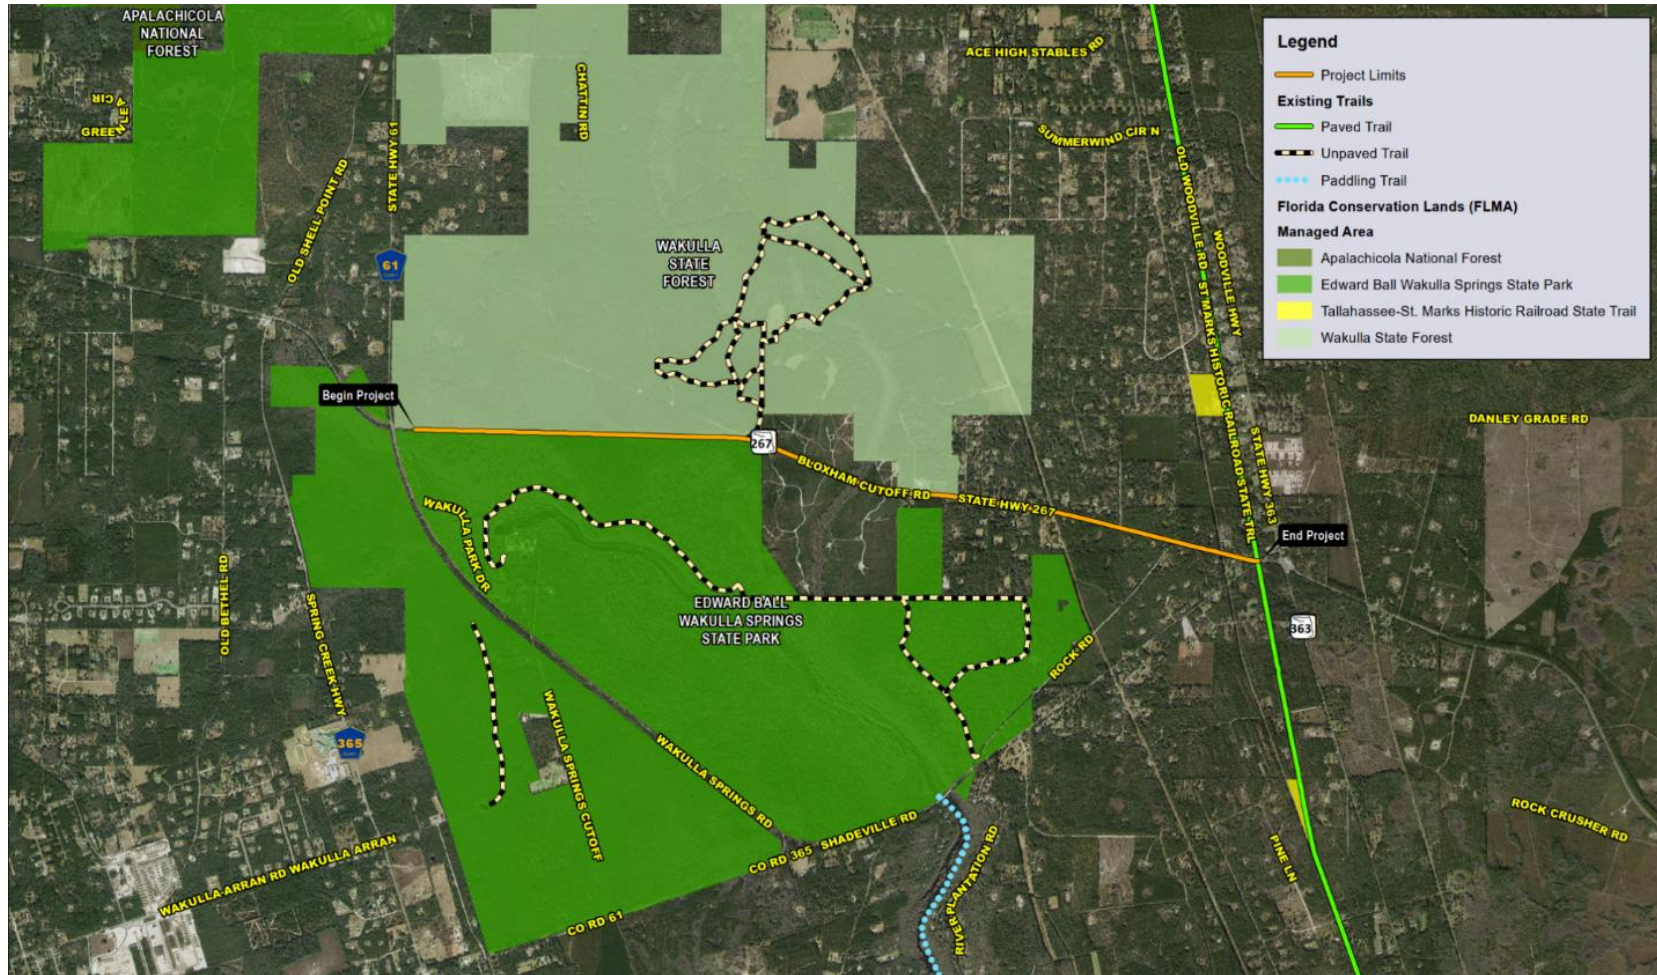 APALACHICOLA
NATIONAL
FOREST
GREEN LEA
CIR
OLD SHELL POINT RD
STATE HWY 61
61
CHATTIN RD
ACE HIGH STABLES RD
SUMMERWIND CIR N
WAKULLA
STATE
FOREST
OLD WOODVILLE RD
WOODVILLE HWY
ST MARKS HISTORIC RAILROAD STATE TRL
STATE HWY 363
DANLEY GRADE RD
Legend
Project Limits
Existing Trails
Paved Trail
Unpaved Trail
Paddling Trail
Florida Conservation Lands (FLMA)
Managed Area
Apalachicola National Forest
Edward Ball Wakulla Springs State Park
Tallahassee-St. Marks Historic Railroad State Trail
Wakulla State Forest
Begin Project
267
BLOXHAM CUTOFF RD
STATE HWY 267
End Project
363
WAKULLA PARK DR
OLD BETHEL RD
SPRING CREEK HWY
365
EDWARD BALL
WAKULLA SPRINGS
STATE PARK
ROCK RD
WAKULLA SPRINGS CUTOFF
WAKULLA SPRINGS RD
CO RD 365 SHADEVILLE RD
RIVER PLANTATION RD
PINE LN
ROCK CRUSHER RD
WAKULLA-ARRAN RD WAKULLA ARRAN
CO RD 61